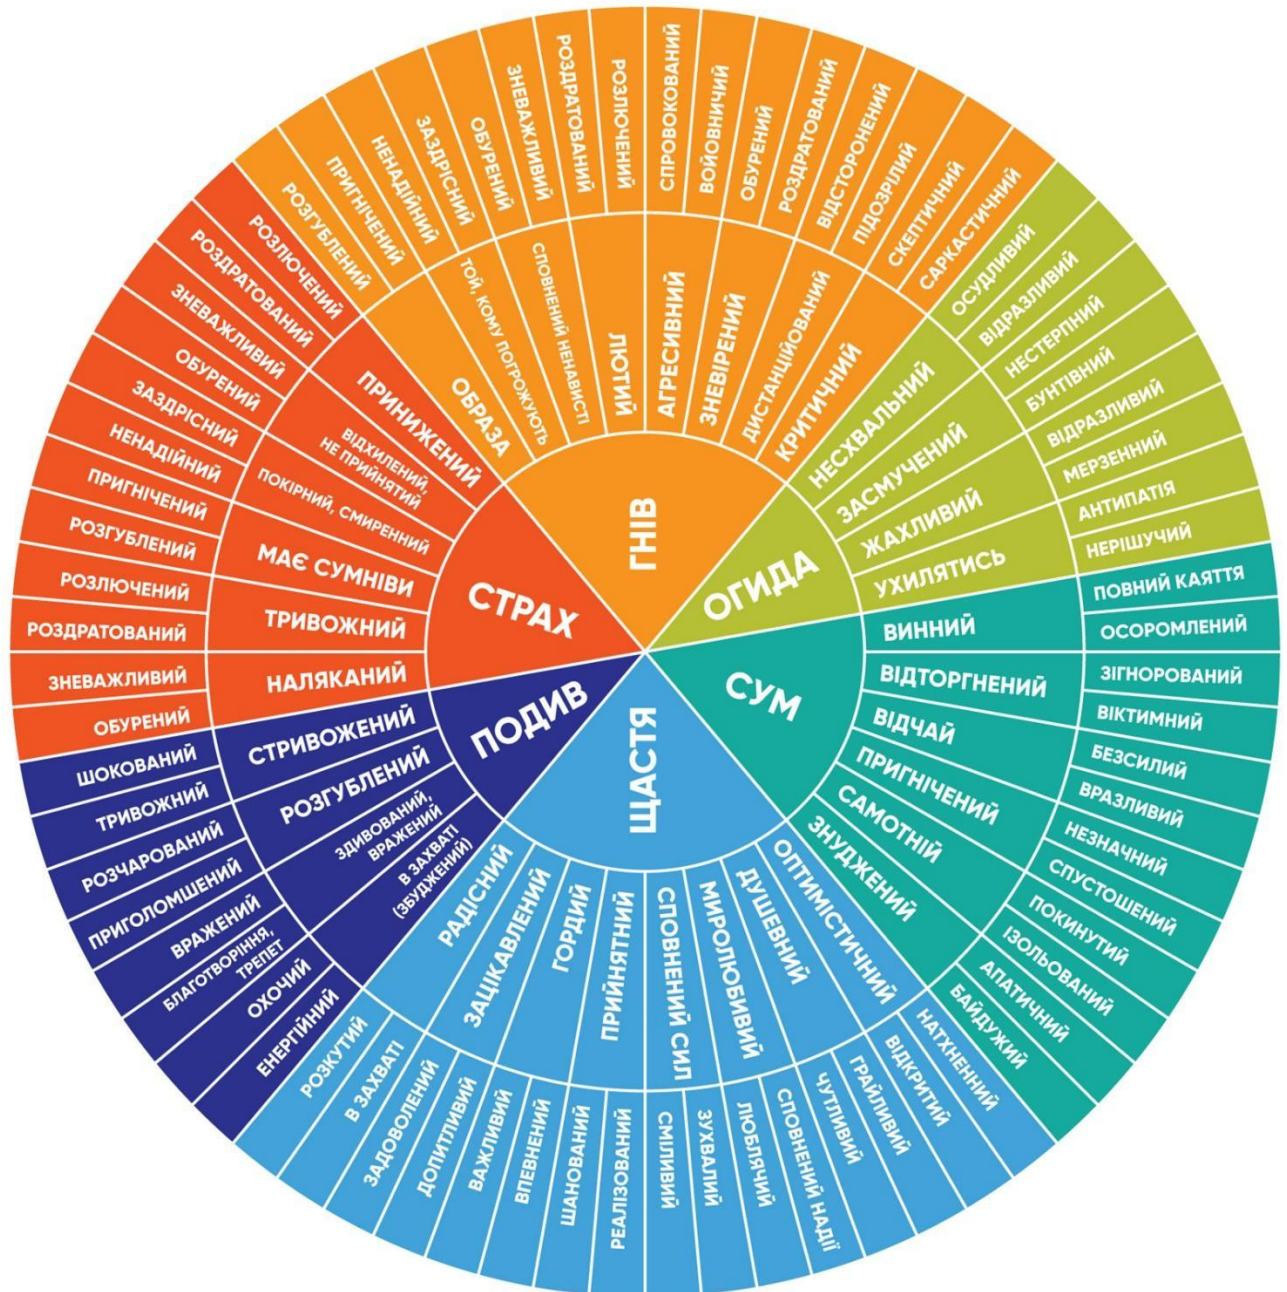 ГНІВ
ОГИДА
СУМ
ЩАСТЯ
ПОДИВ
СТРАХ
ОБРАЗА
ТОЙ, КОМУ ПОГРОЖУЮТЬ
СПОВНЕНИЙ НЕНАВИСТІ
ЛЮТИЙ
АГРЕСИВНИЙ
ЗНЕВІРЕНИЙ
ДИСТАНЦІЙОВАНИЙ
КРИТИЧНИЙ
РОЗГУБЛЕНИЙ
ПРИГНІЧЕНИЙ
НЕНАДІЙНИЙ
ЗАЗДРІСНИЙ
ОБУРЕНИЙ
ЗНЕВАЖЛИВИЙ
РОЗДРАТОВАНИЙ
РОЗЛЮЧЕНИЙ
СПРОВОКОВАНИЙ
ВОЙОВНИЧИЙ
ОБУРЕНИЙ
РОЗДРАТОВАНИЙ
ВІДСТОРОНЕНИЙ
ПІДОЗРІЛИЙ
СКЕПТИЧНИЙ
САРКАСТИЧНИЙ
НЕСХВАЛЬНИЙ
ЗАСМУЧЕНИЙ
ЖАХЛИВИЙ
УХИЛЯТИСЬ
ОСУДЛИВИЙ
ВІДРАЗЛИВИЙ
НЕСТЕРПНИЙ
БУНТІВНИЙ
ВІДРАЗЛИВИЙ
МЕРЗЕННИЙ
АНТИПАТІЯ
НЕРІШУЧИЙ
ВИННИЙ
ВІДТОРГНЕНИЙ
ВІДЧАЙ
ПРИГНІЧЕНИЙ
САМОТНІЙ
ЗНУДЖЕНИЙ
ПОВНИЙ КАЯТТЯ
ОСОРОМЛЕНИЙ
ЗІГНОРОВАНИЙ
ВІКТИМНИЙ
БЕЗСИЛИЙ
ВРАЗЛИВИЙ
НЕЗНАЧНИЙ
СПУСТОШЕНИЙ
ПОКИНУТИЙ
ІЗОЛЬОВАНИЙ
АПАТИЧНИЙ
БАЙДУЖИЙ
ОПТИМІСТИЧНИЙ
ДУШЕВНИЙ
МИРОЛЮБИВИЙ
СПОВНЕНИЙ СИЛ
ПРИЙНЯТНИЙ
ГОРДИЙ
ЗАЦІКАВЛЕНИЙ
РАДІСНИЙ
НАТХНЕННИЙ
ВІДКРИТИЙ
ГРАЙЛИВИЙ
ЧУТЛИВИЙ
СПОВНЕНИЙ НАДІЇ
ЛЮБЛЯЧИЙ
ЗУХВАЛИЙ
СМІЛИВИЙ
РЕАЛІЗОВАНИЙ
ШАНОВАНИЙ
ВПЕВНЕНИЙ
ВАЖЛИВИЙ
ДОПИТЛИВИЙ
ЗАДОВОЛЕНИЙ
В ЗАХВАТІ
РОЗКУТИЙ
В ЗАХВАТІ
(ЗБУДЖЕНИЙ)
ЗДИВОВАНИЙ,
ВРАЖЕНИЙ
РОЗГУБЛЕНИЙ
СТРИВОЖЕНИЙ
ЕНЕРГІЙНИЙ
ОХОЧИЙ
БЛАГОТВОРІННЯ,
ТРЕПЕТ
ВРАЖЕНИЙ
ПРИГОЛОМШЕНИЙ
РОЗЧАРОВАНИЙ
ТРИВОЖНИЙ
ШОКОВАНИЙ
НАЛЯКАНИЙ
ТРИВОЖНИЙ
МАЄ СУМНІВИ
ПОКІРНИЙ, СМИРЕННИЙ
ВІДХИЛЕНИЙ,
НЕ ПРИЙНЯТИЙ
ПРИНИЖЕНИЙ
ОБУРЕНИЙ
ЗНЕВАЖЛИВИЙ
РОЗДРАТОВАНИЙ
РОЗЛЮЧЕНИЙ
РОЗГУБЛЕНИЙ
ПРИГНІЧЕНИЙ
НЕНАДІЙНИЙ
ЗАЗДРІСНИЙ
ОБУРЕНИЙ
ЗНЕВАЖЛИВИЙ
РОЗДРАТОВАНИЙ
РОЗЛЮЧЕНИЙ